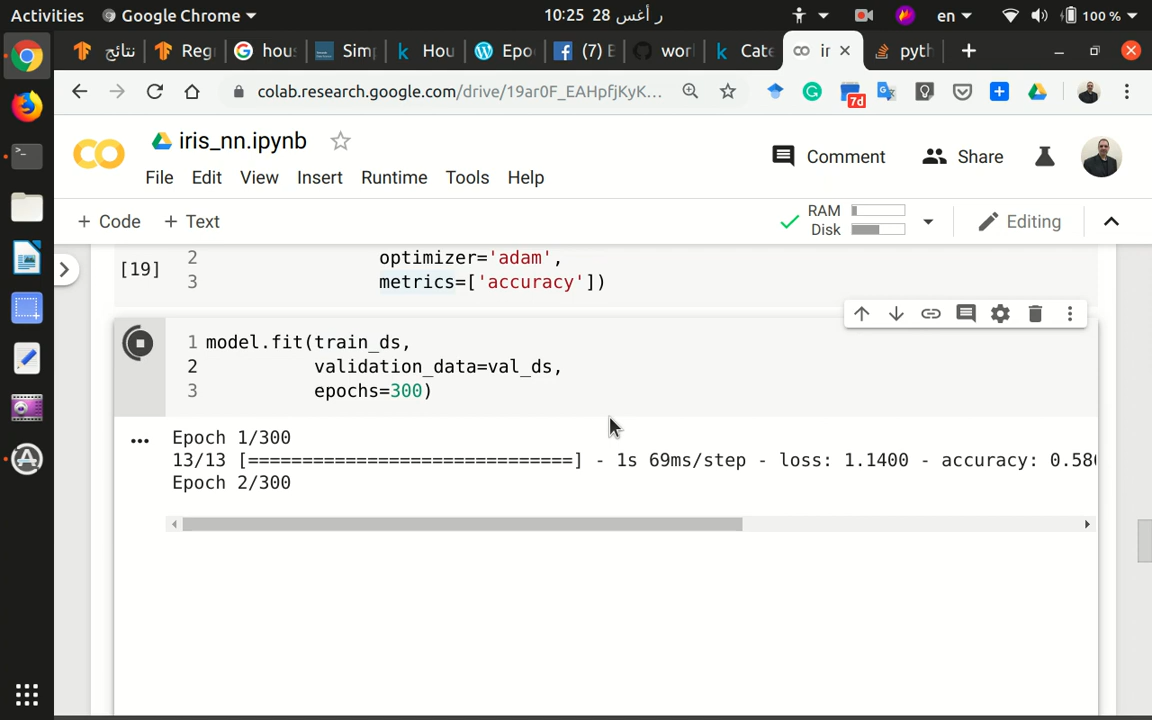 Activities Google Chrome ▾ 10:25 28 ر أغس en ▾ 100 % ▾
نتائج Reg hou Sim Hou Epo (7) E wor Cate ir pyth
colab.research.google.com/drive/19ar0F_EAHpfjKyK... 7d
iris_nn.ipynb
Comment Share
File Edit View Insert Runtime Tools Help
+ Code + Text RAM Disk Editing
[19] 2 optimizer='adam',
3 metrics=['accuracy'])
1 model.fit(train_ds,
2 validation_data=val_ds,
3 epochs=300)
Epoch 1/300
13/13 [==============================] - 1s 69ms/step - loss: 1.1400 - accuracy: 0.58
Epoch 2/300